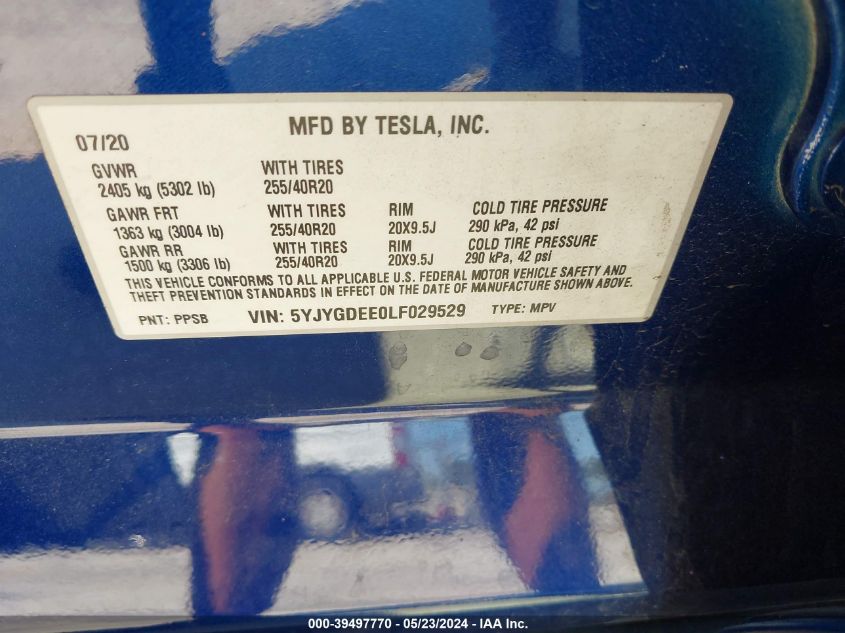 MFD BY TESLA, INC.
07/20
GVWR WITH TIRES
2405 kg (5302 lb) 255/40R20
GAWR FRT WITH TIRES RIM COLD TIRE PRESSURE
1363 kg (3004 lb) 255/40R20 20X9.5J 290 kPa, 42 psi
GAWR RR WITH TIRES RIM COLD TIRE PRESSURE
1500 kg (3306 lb) 255/40R20 20X9.5J 290 kPa, 42 psi
THIS VEHICLE CONFORMS TO ALL APPLICABLE U.S. FEDERAL MOTOR VEHICLE SAFETY AND
THEFT PREVENTION STANDARDS IN EFFECT ON THE DATE OF MANUFACTURE SHOWN ABOVE.
PNT: PPSB VIN: 5YJYGDEE0LF029529 TYPE: MPV
000-39497770 - 05/23/2024 - IAA Inc.